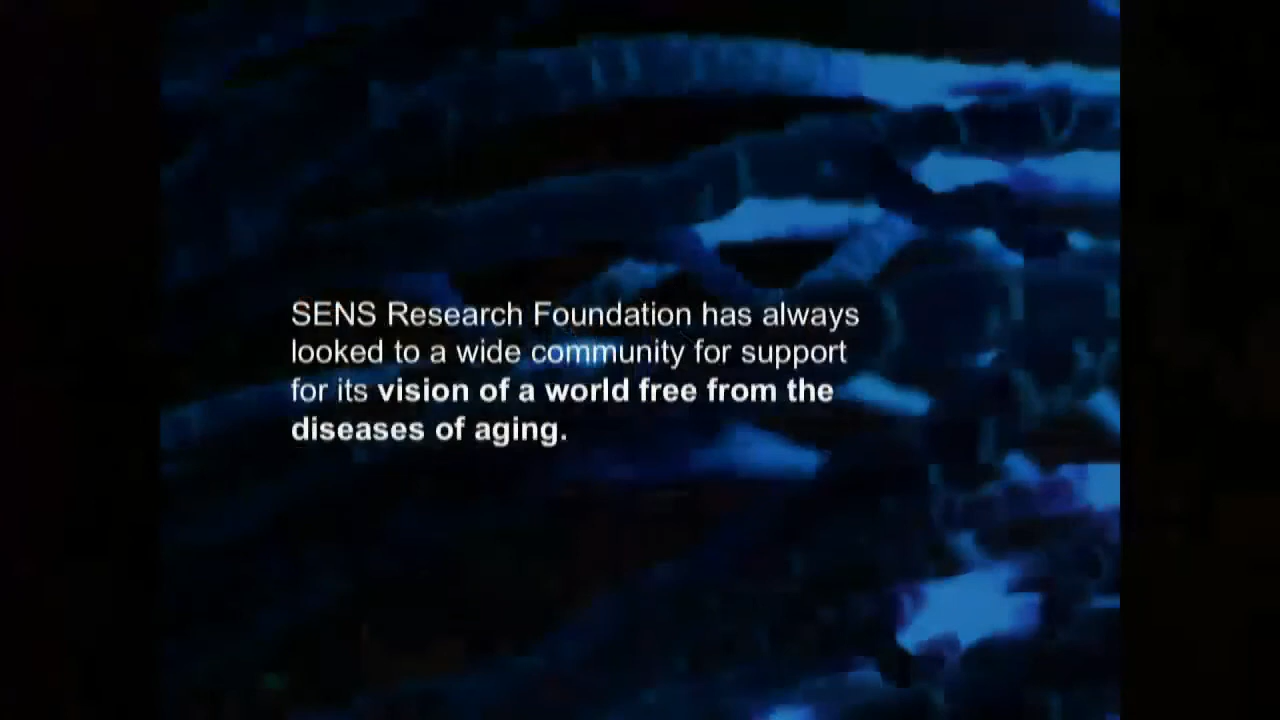 SENS Research Foundation has always
looked to a wide community for support
for its vision of a world free from the
diseases of aging.